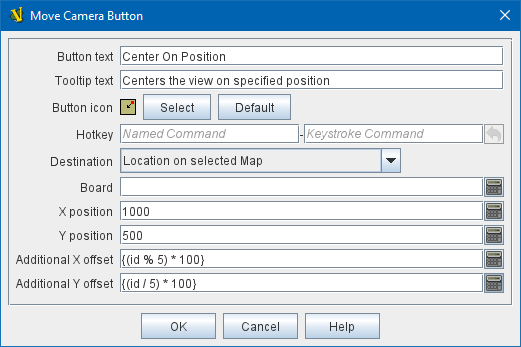 Move Camera Button
Button text Center On Position
Tooltip text Centers the view on specified position
Button icon Select Default
Hotkey Named Command - Keystroke Command
Destination Location on selected Map
Board
X position 1000
Y position 500
Additional X offset {(id % 5) * 100}
Additional Y offset {(id / 5) * 100}
OK Cancel Help